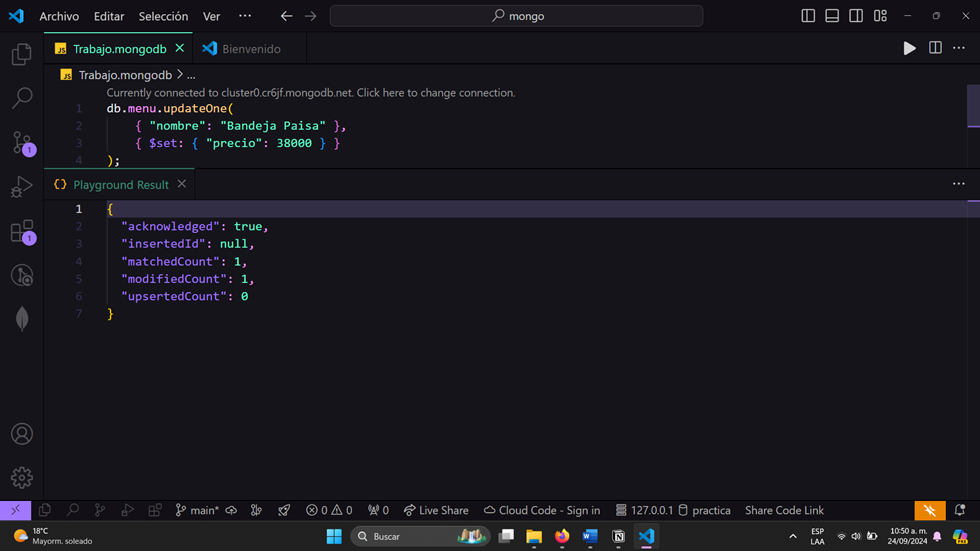 Archivo Editar Selección Ver ··· mongo
JS Trabajo.mongodb Bienvenido
JS Trabajo.mongodb > ...
Currently connected to cluster0.cr6jf.mongodb.net. Click here to change connection.
1 db.menu.updateOne(
2 { "nombre": "Bandeja Paisa" },
3 { $set: { "precio": 38000 } }
4 );
{} Playground Result
1 {
2 "acknowledged": true,
3 "insertedId": null,
4 "matchedCount": 1,
5 "modifiedCount": 1,
6 "upsertedCount": 0
7 }
1
1
main* 0 0 0 Live Share Cloud Code - Sign in 127.0.0.1 practica Share Code Link
18°C
Mayorm. soleado
Buscar
ESP
LAA
10:50 a. m.
24/09/2024